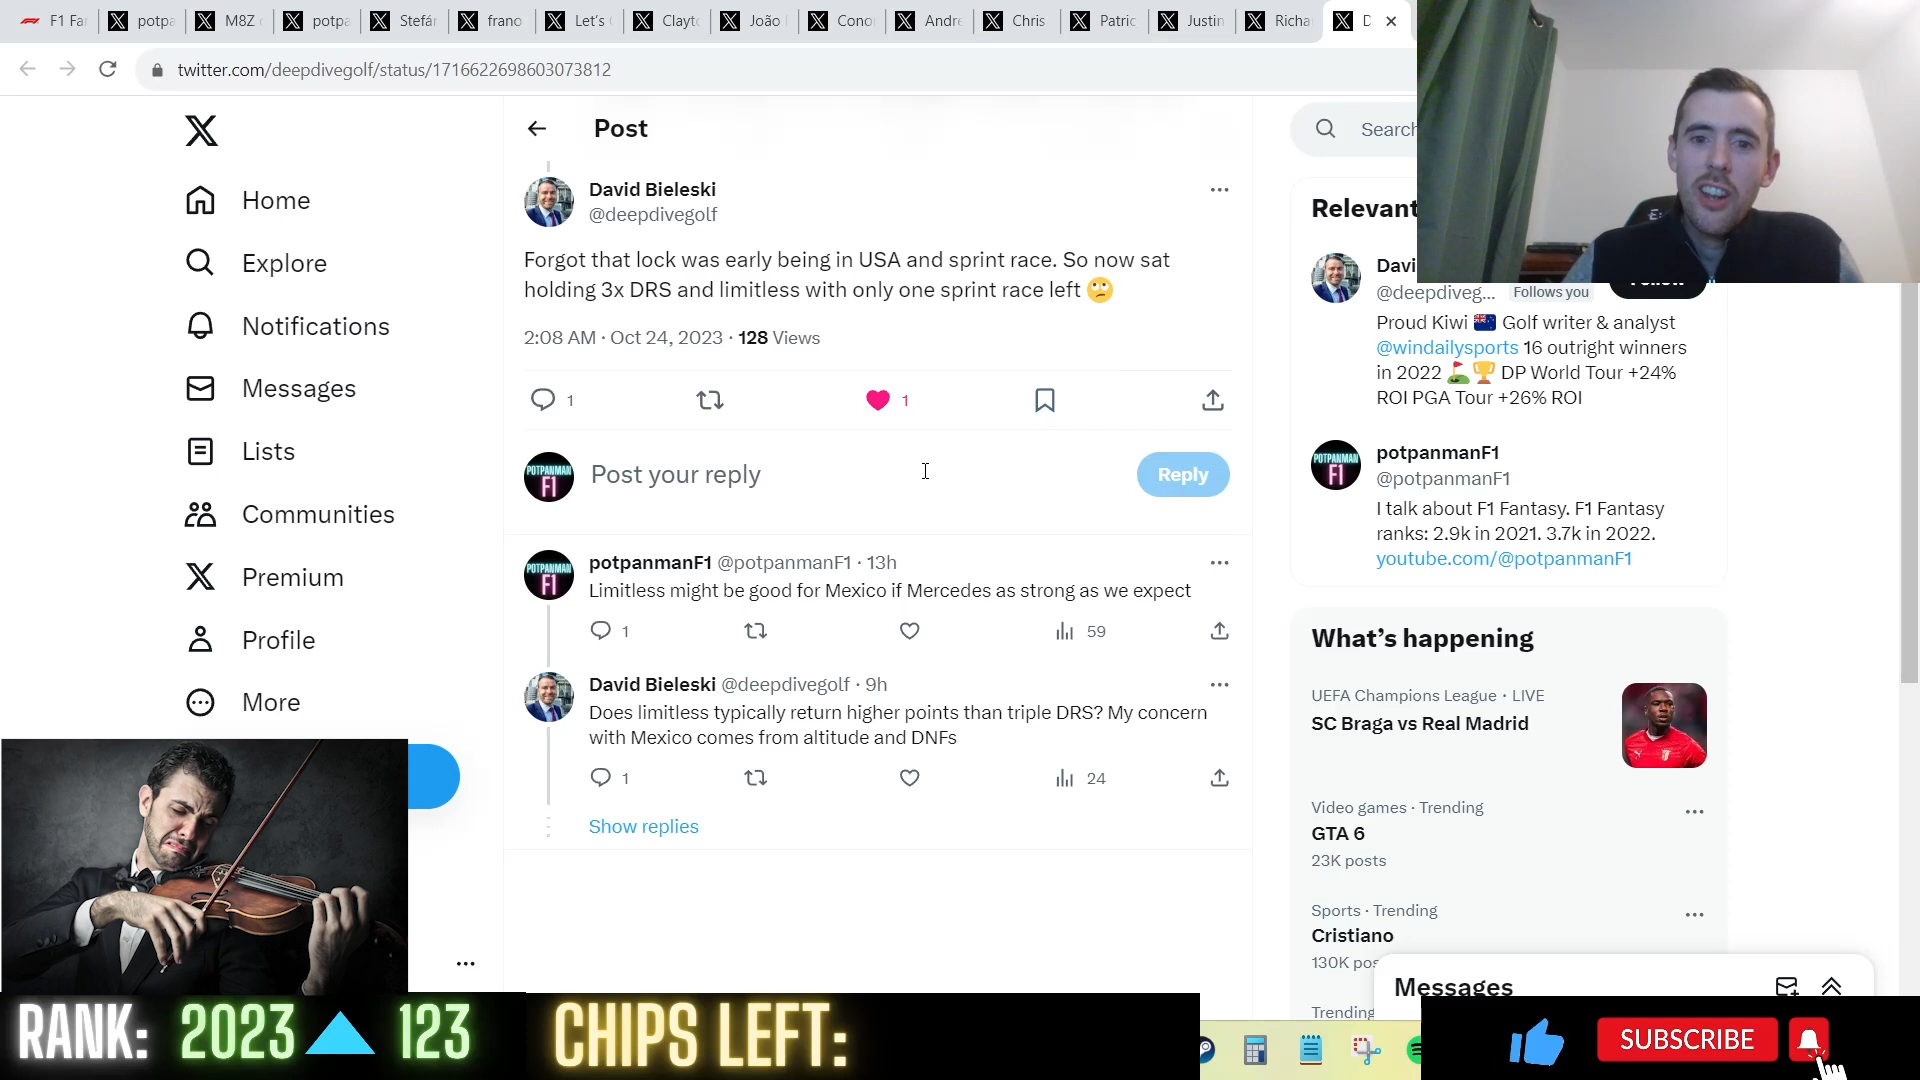 F1 Fa
potpa
M8Z
potpa
Stefá
frano
Let's
Clayt
João
Cono
Andre
Chris
Patric
Justin
Richa
D
twitter.com/deepdivegolf/status/1716622698603073812
Post
Search
David Bieleski
@deepdivegolf
Forgot that lock was early being in USA and sprint race. So now sat
holding 3x DRS and limitless with only one sprint race left
2:08 AM · Oct 24, 2023 · 128 Views
1
1
POTPANMAN
F1
Post your reply
Reply
POTPANMAN
F1
potpanmanF1 @potpanmanF1 · 13h
Limitless might be good for Mexico if Mercedes as strong as we expect
1
59
David Bieleski @deepdivegolf · 9h
Does limitless typically return higher points than triple DRS? My concern
with Mexico comes from altitude and DNFs
1
24
Show replies
Home
Explore
Notifications
Messages
Lists
Communities
Premium
Profile
More
Relevant
Davi
@deepdiveg... Follows you
Proud Kiwi Golf writer & analyst
@windailysports 16 outright winners
in 2022 DP World Tour +24%
ROI PGA Tour +26% ROI
POTPANMAN
F1
potpanmanF1
@potpanmanF1
I talk about F1 Fantasy. F1 Fantasy
ranks: 2.9k in 2021. 3.7k in 2022.
youtube.com/@potpanmanF1
What's happening
UEFA Champions League · LIVE
SC Braga vs Real Madrid
Video games · Trending
GTA 6
23K posts
Sports · Trending
Cristiano
130K pos
Trending
Messages
RANK: 2023 123
CHIPS LEFT:
SUBSCRIBE